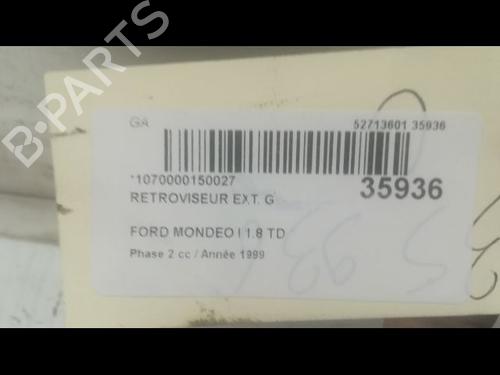 GA
52713601 35936
*1070000150027
35936
RETROVISEUR EXT. G
FORD MONDEO I 1.8 TD
Phase 2 cc / Année 1999
B-PARTS